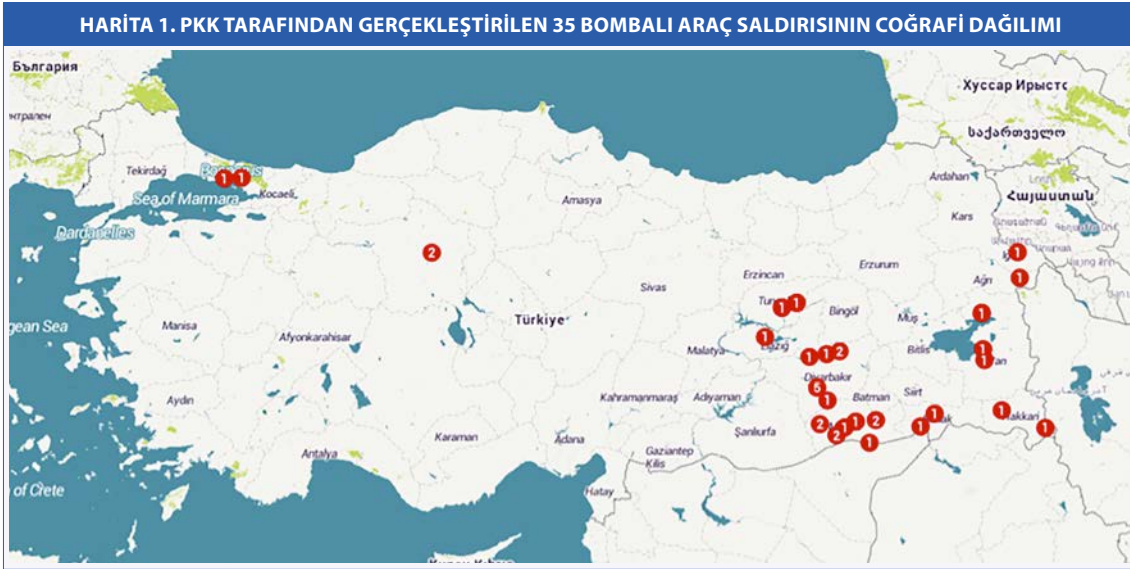 HARİTA 1. PKK TARAFINDAN GERÇEKLEŞTİRİLEN 35 BOMBALI ARAÇ SALDIRISININ COĞRAFİ DAĞILIMI
България
Хуссар Ирыстс
საქართველო
Tekirdağ
Kocaeli
Sea of Marmara
Dardanelles
Amasya
Ardahan
Հայաստան
Kars
1
1
2
1
1
Erzincan
Erzurum
Ağrı
Sivas
Türkiye
1
1
Bingöl
Muş
1
gean Sea
Manisa
Afyonkarahisar
Malatya
1
1
1
2
Bitlis
1
1
Diyarbakır
5
1
Batman
Siirt
Aydın
Kahramanmaraş
Adıyaman
Şanlıurfa
2
2
1
1
2
1
1
1
1
1
Karaman
Adana
Antalya
Gaziantep
Kilis
Hatay
of Crete